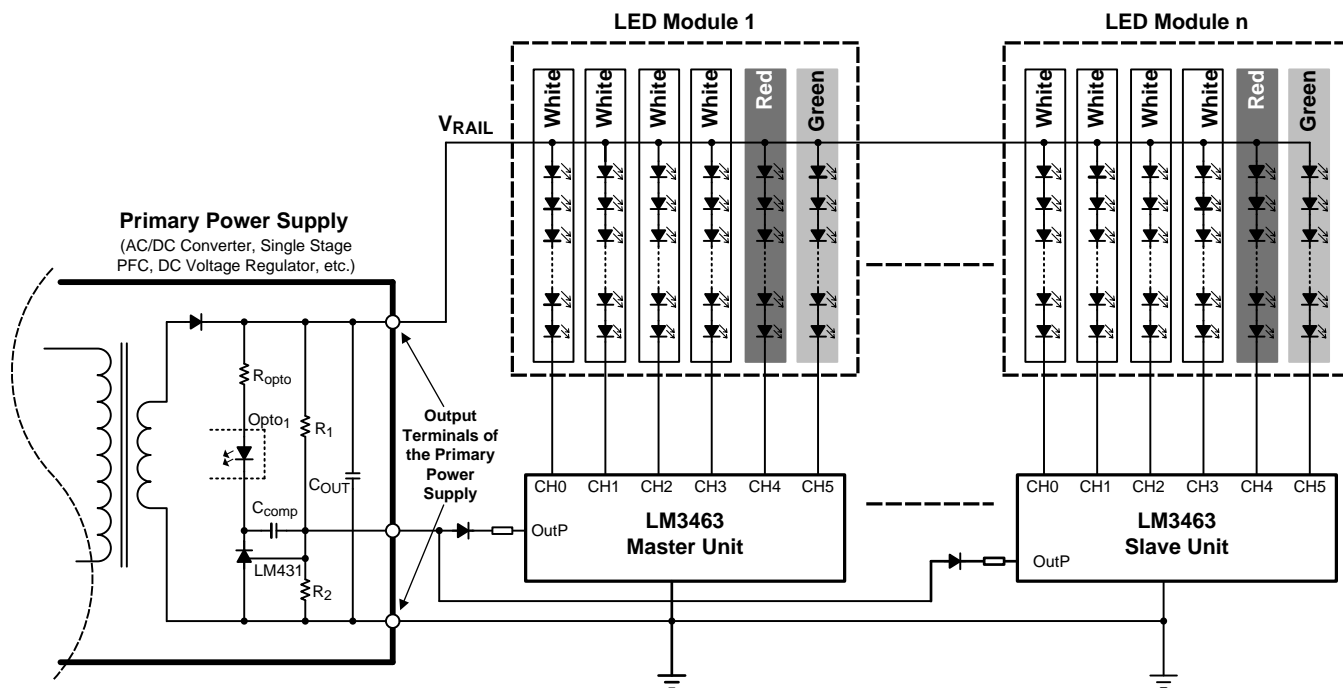 LED Module 1
LED Module n
White
White
White
White
Red
Green
White
White
White
White
Red
Green
VRAIL
Primary Power Supply
(AC/DC Converter, Single Stage
PFC, DC Voltage Regulator, etc.)
Ropto
Opto1
R1
COUT
Ccomp
LM431
R2
Output
Terminals of
the Primary
Power
Supply
CH0 CH1 CH2 CH3 CH4 CH5
OutP
LM3463
Master Unit
CH0 CH1 CH2 CH3 CH4 CH5
LM3463
Slave Unit
OutP